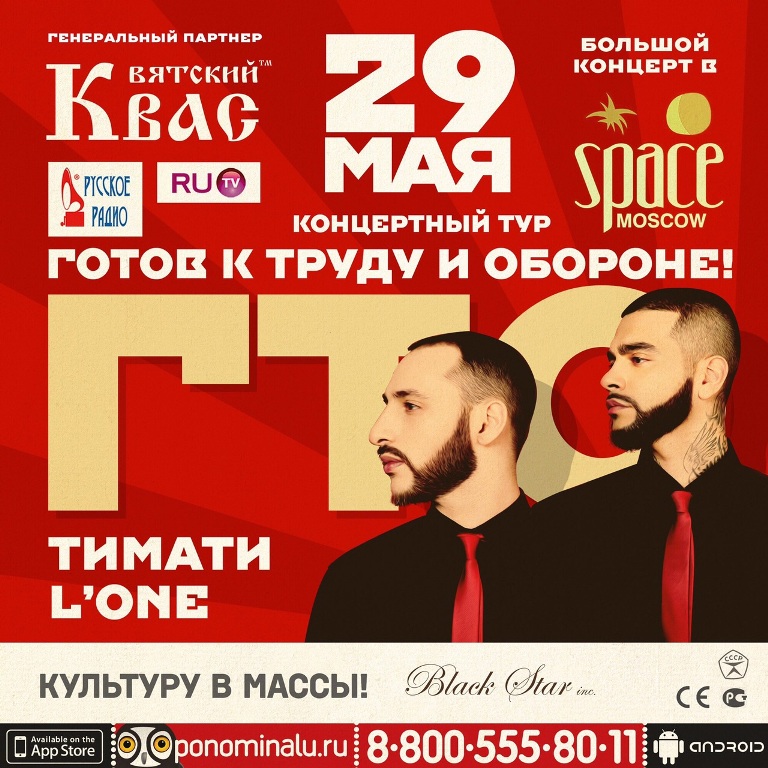 ГЕНЕРАЛЬНЫЙ ПАРТНЕР
ВЯТСКИЙ™
КВАС
РУССКОЕ
РАДИО
RU TV
29
МАЯ
БОЛЬШОЙ
КОНЦЕРТ В
space
MOSCOW
КОНЦЕРТНЫЙ ТУР
ГОТОВ К ТРУДУ И ОБОРОНЕ!
ГТО
ТИМАТИ
L'ONE
КУЛЬТУРУ В МАССЫ!
Black Star inc.
СССР
CE РСТ
Available on the
App Store
ponominalu.ru
8-800-555-80-11
ANDROID